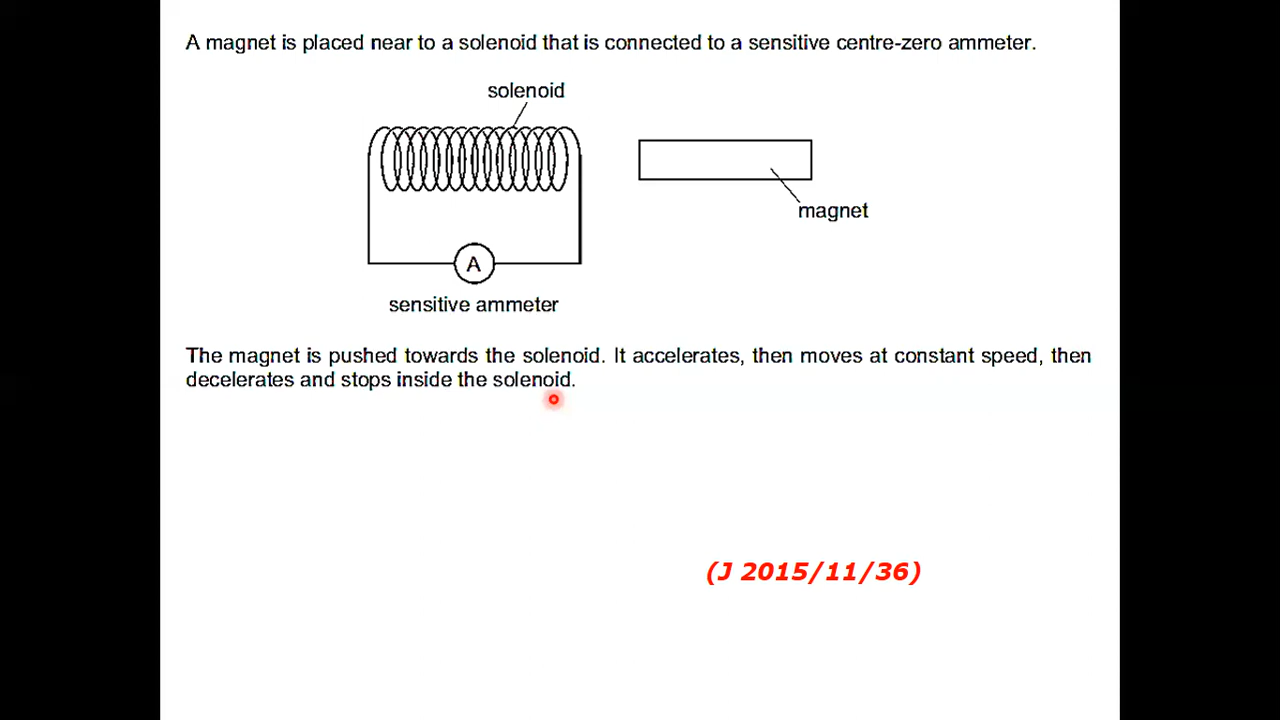 A magnet is placed near to a solenoid that is connected to a sensitive centre-zero ammeter.
solenoid
magnet
A
sensitive ammeter
The magnet is pushed towards the solenoid. It accelerates, then moves at constant speed, then
decelerates and stops inside the solenoid.
(J 2015/11/36)